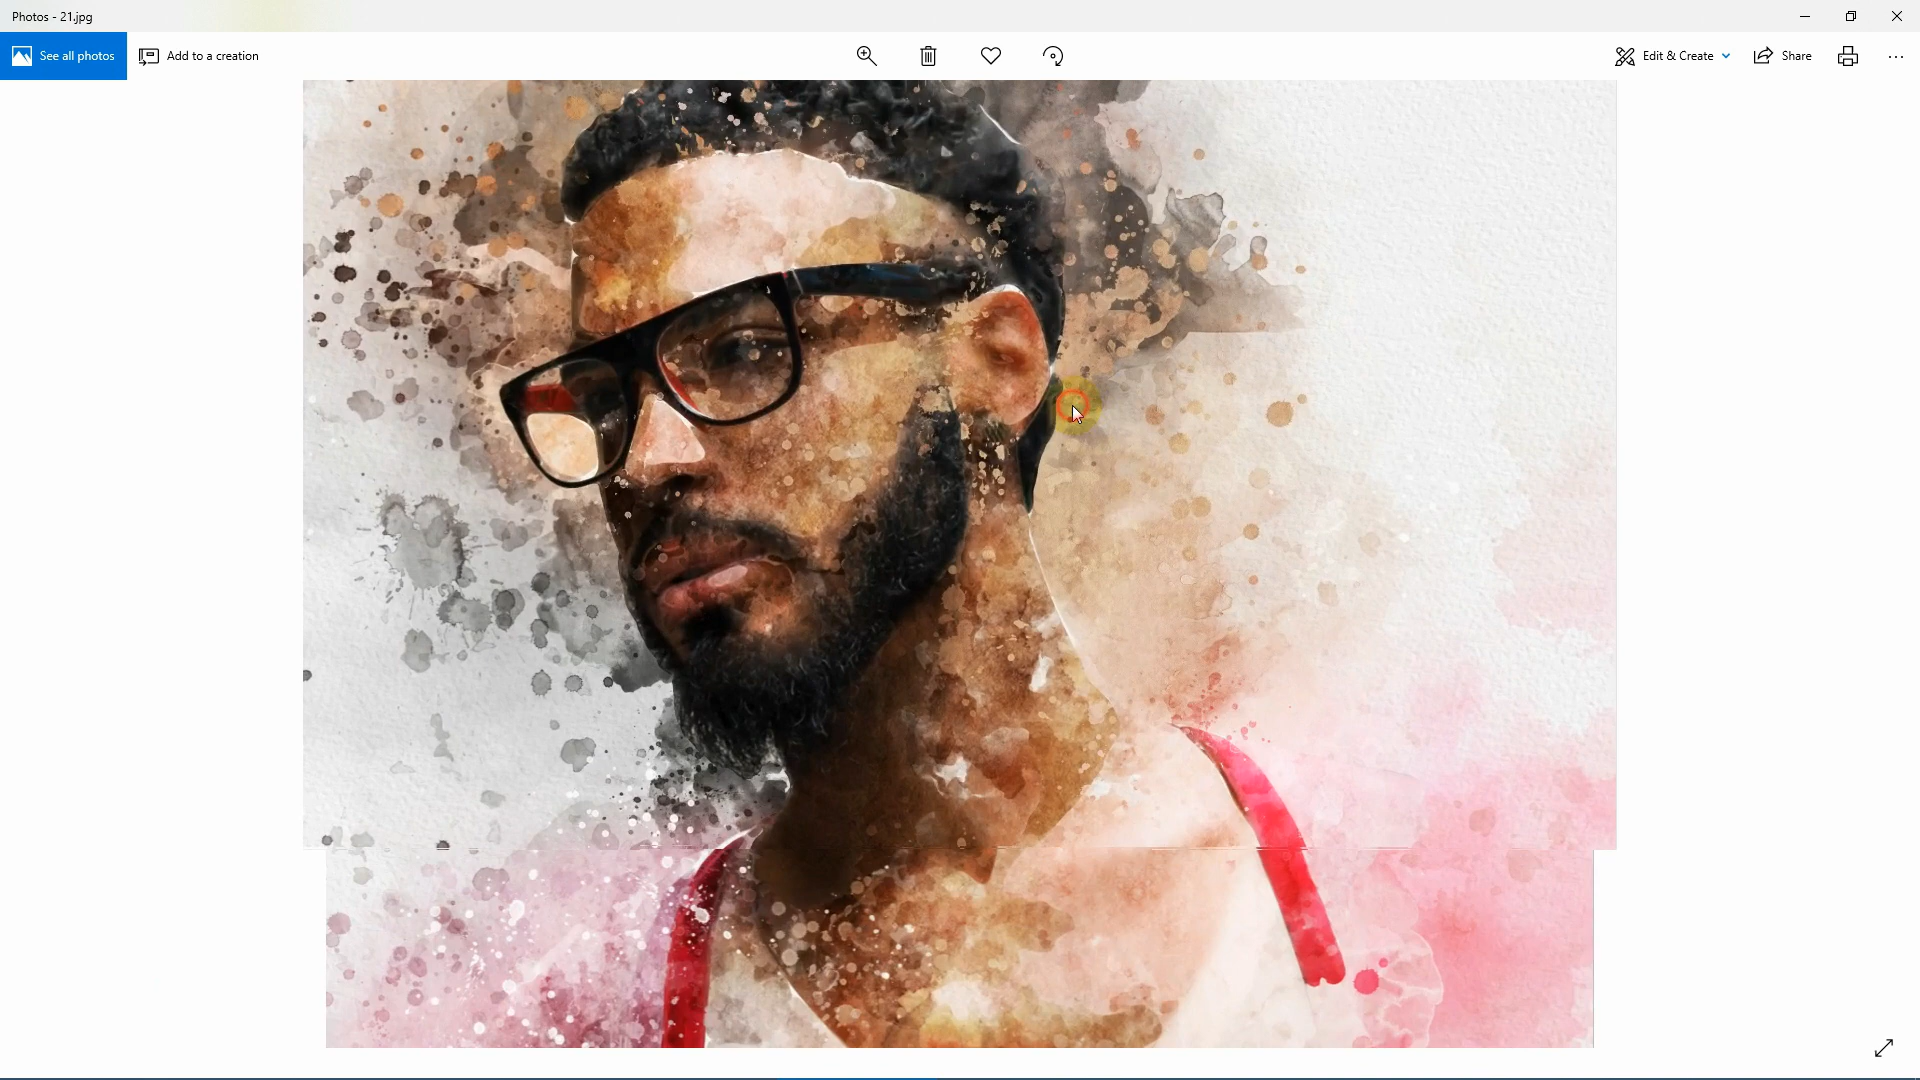 Photos - 21.jpg
See all photos
Add to a creation
Edit & Create
Share